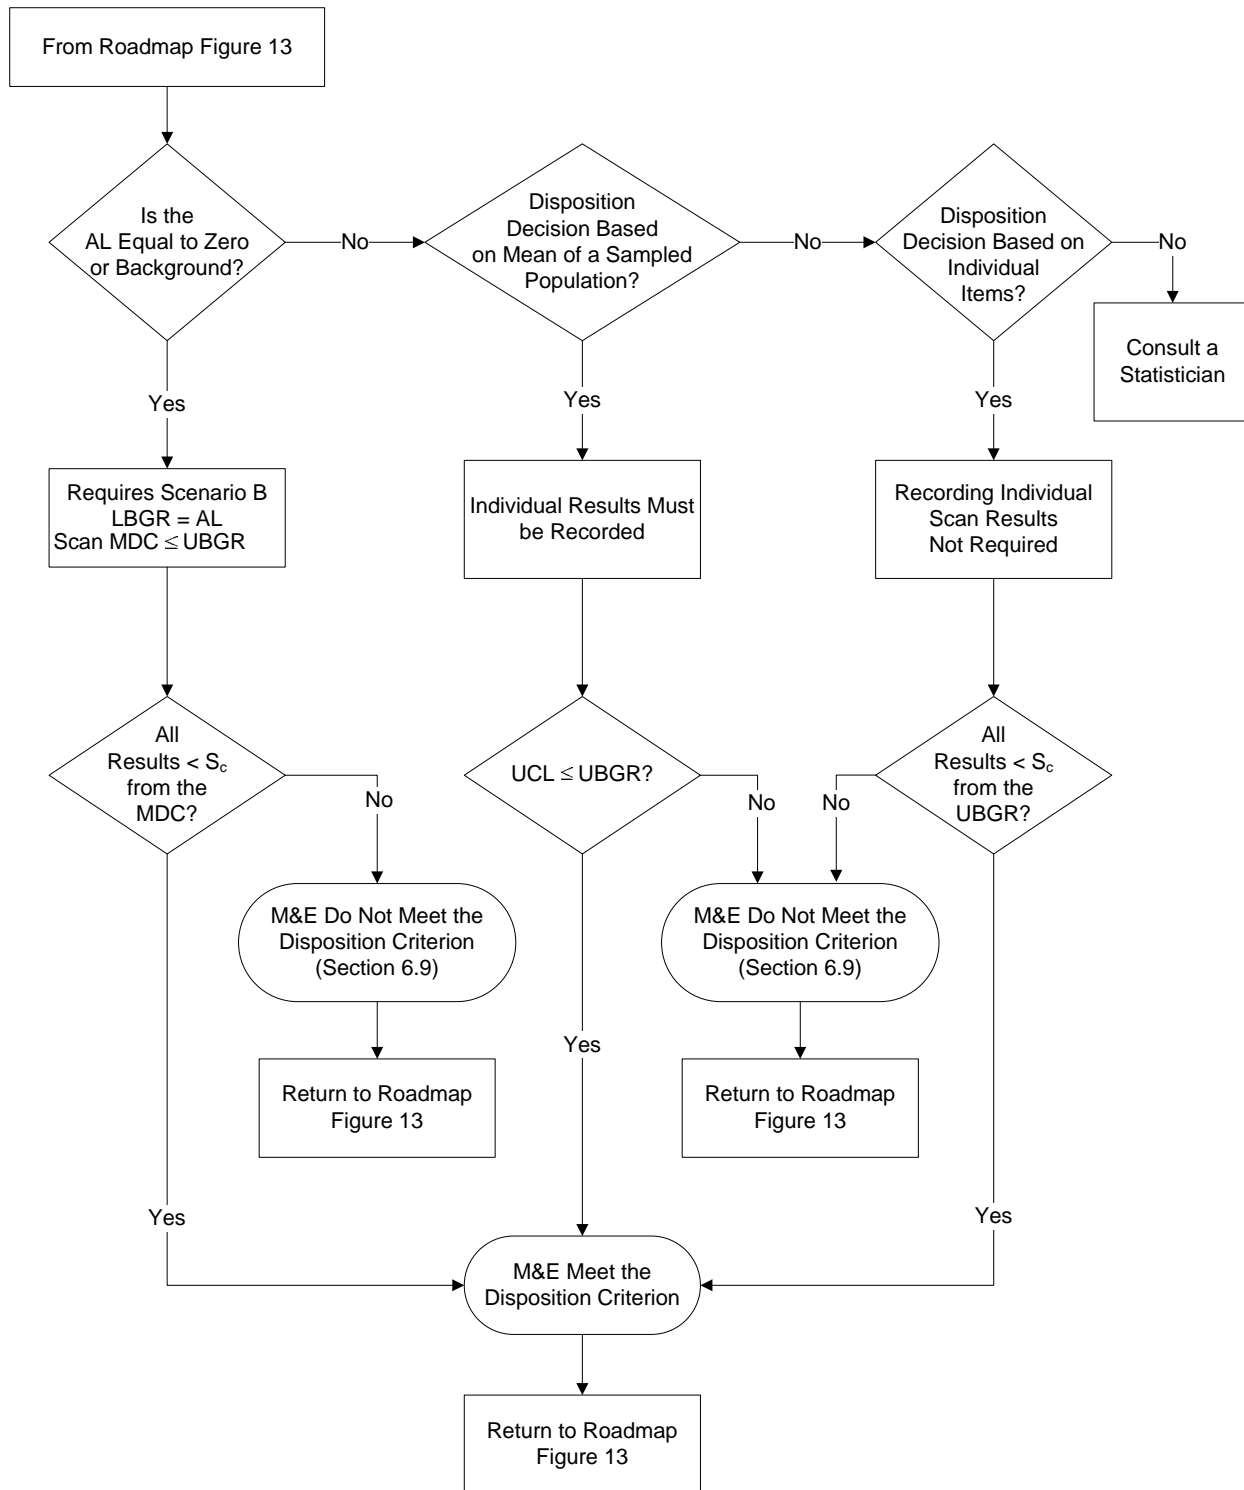 From Roadmap Figure 13
Is the
AL Equal to Zero
or Background?
No
Disposition
Decision Based
on Mean of a Sampled
Population?
No
Disposition
Decision Based on
Individual
Items?
No
Consult a
Statistician
Yes
Yes
Yes
Requires Scenario B
LBGR = AL
Scan MDC ≤ UBGR
Individual Results Must
be Recorded
Recording Individual
Scan Results
Not Required
All
Results < Sc
from the
MDC?
No
UCL ≤ UBGR?
No
No
All
Results < Sc
from the
UBGR?
M&E Do Not Meet the
Disposition Criterion
(Section 6.9)
M&E Do Not Meet the
Disposition Criterion
(Section 6.9)
Return to Roadmap
Figure 13
Yes
Return to Roadmap
Figure 13
Yes
Yes
M&E Meet the
Disposition Criterion
Return to Roadmap
Figure 13